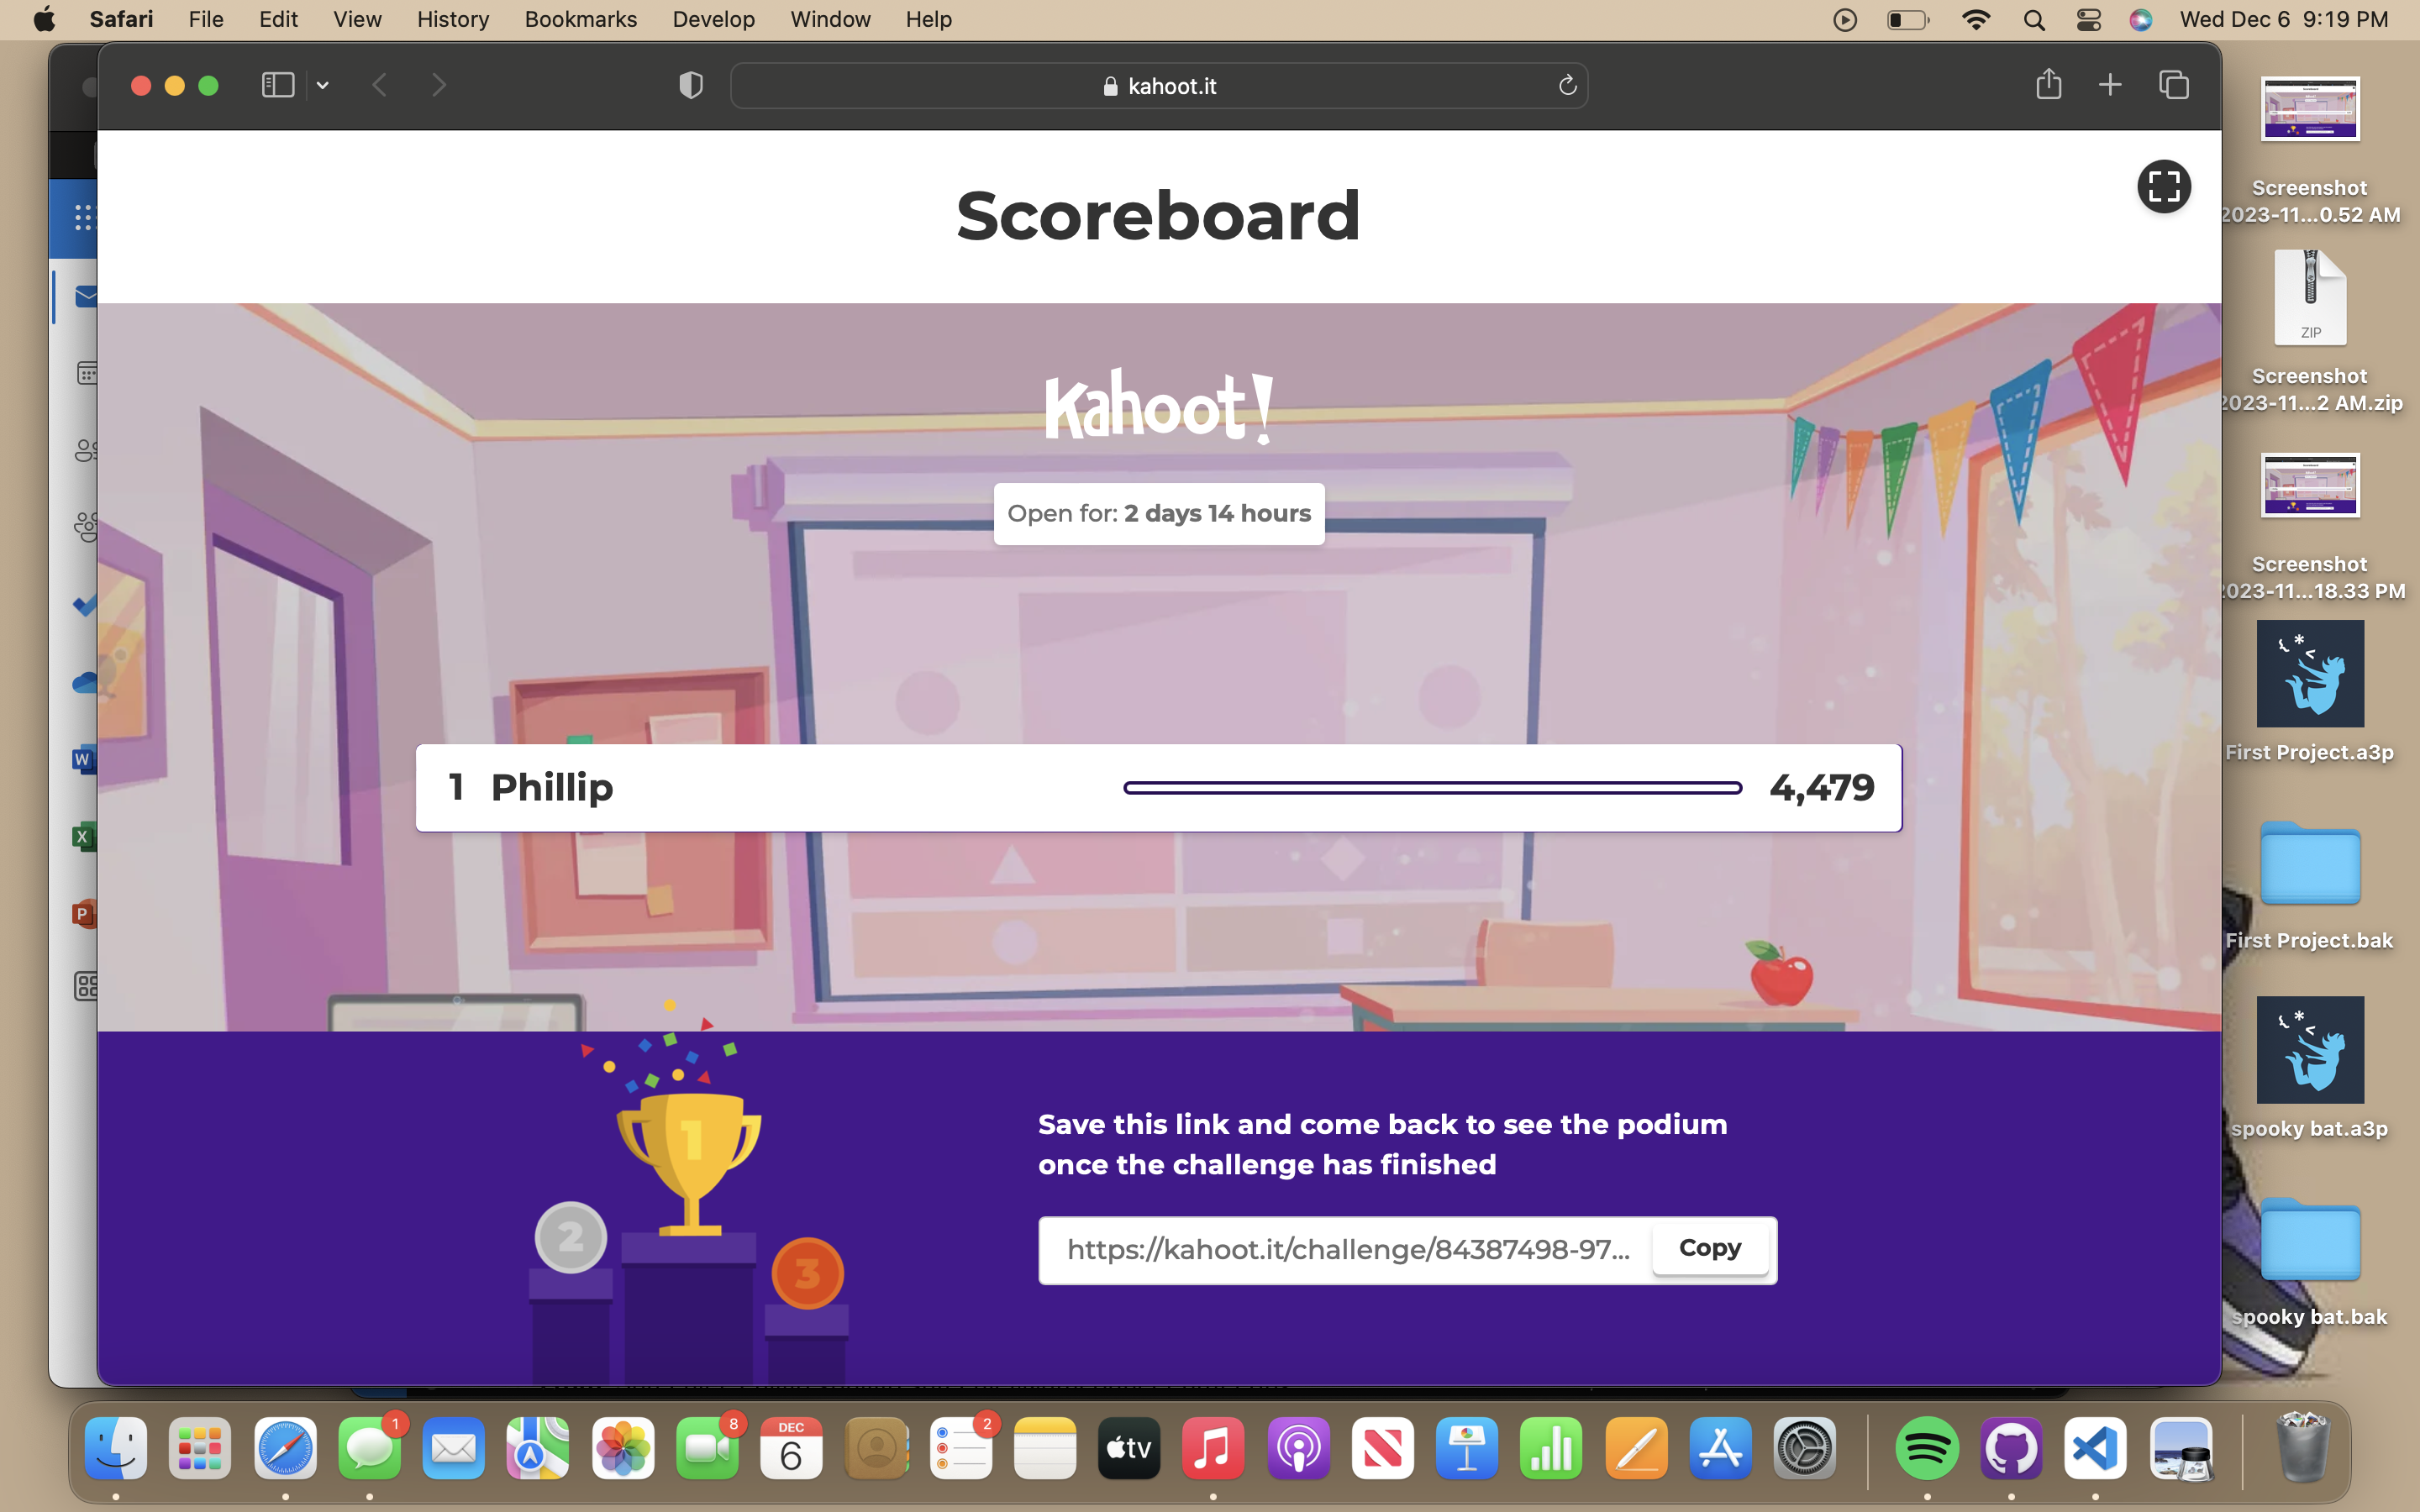 Safari File Edit View History Bookmarks Develop Window Help Wed Dec 6 9:19 PM
kahoot.it
Scoreboard
Kahoot!
Open for: 2 days 14 hours
1 Phillip 4,479
1
2
3
Save this link and come back to see the podium
once the challenge has finished
https://kahoot.it/challenge/84387498-97... Copy
Screenshot
2023-11...0.52 AM
ZIP
Screenshot
2023-11...2 AM.zip
Screenshot
2023-11...18.33 PM
First Project.a3p
First Project.bak
spooky bat.a3p
spooky bat.bak
W
X
P
1
8
DEC
6
2
tv